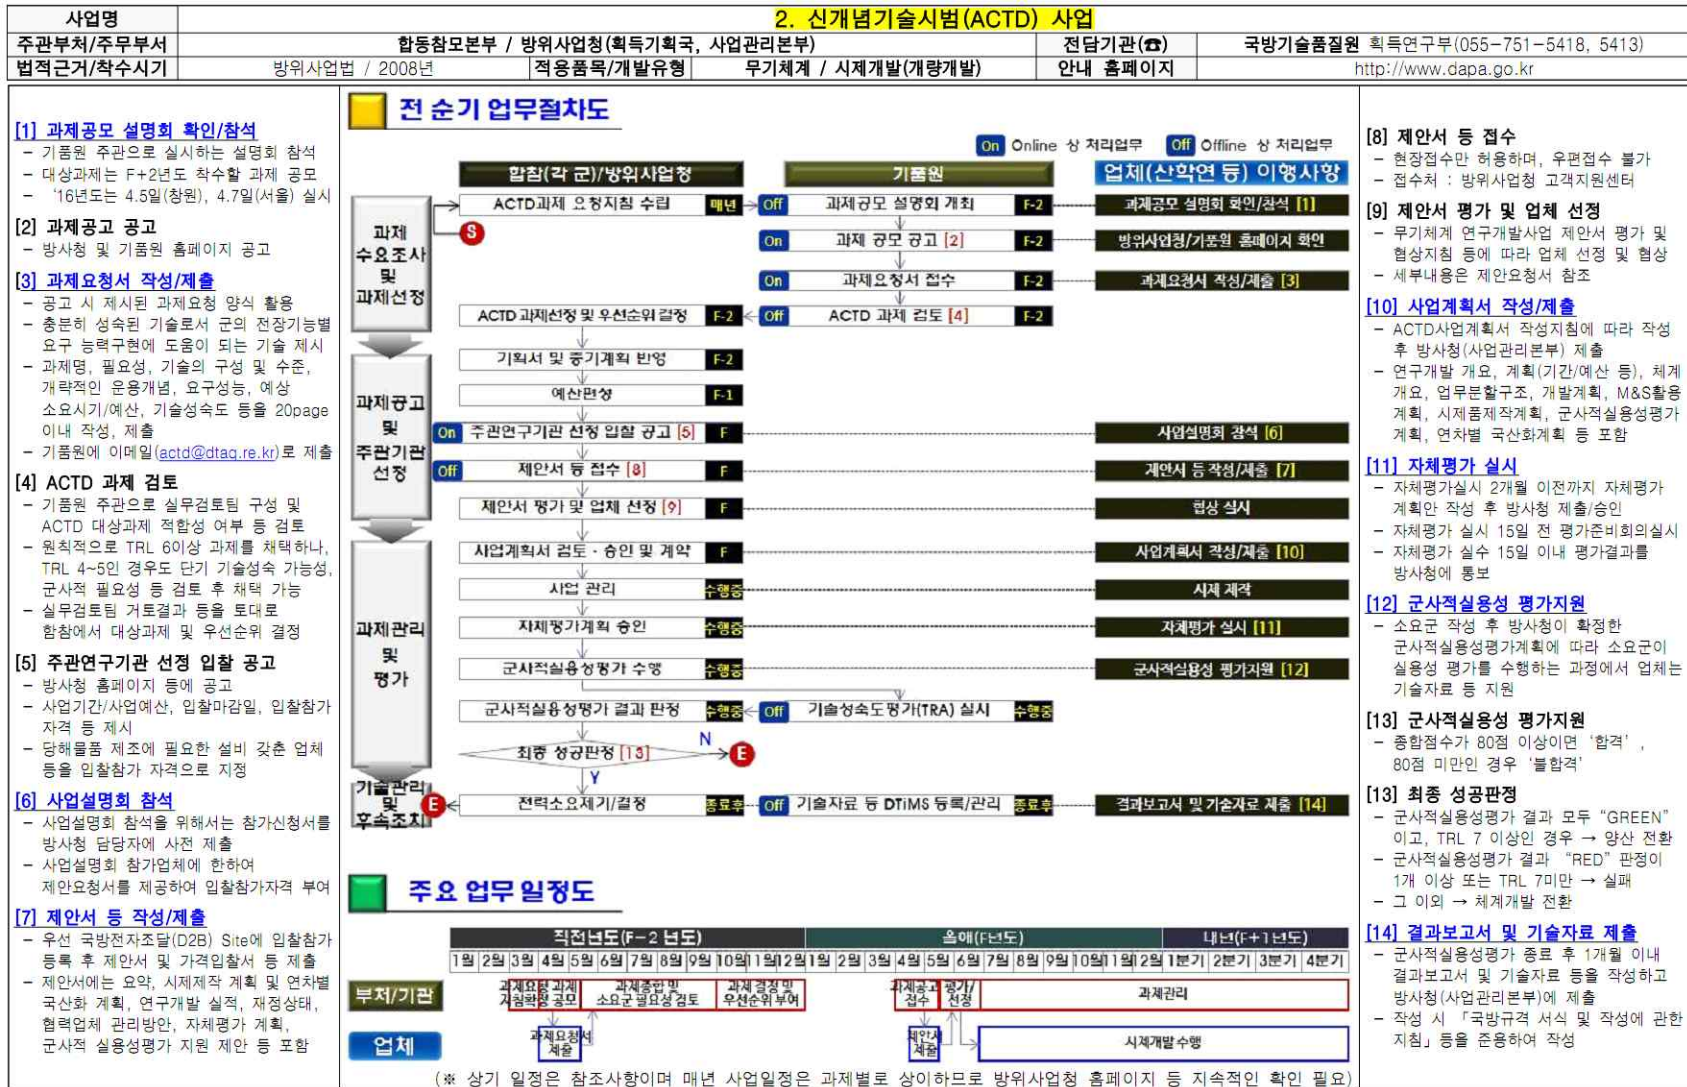 사업명
2. 신개념기술시범(ACTD) 사업
주관부처/주무부서
합동참모본부 / 방위사업청(획득기획국, 사업관리본부)
전담기관(☎)
국방기술품질원 획득연구부(055-751-5418, 5413)
법적근거/착수시기
방위사업법 / 2008년
적용품목/개발유형
무기체계 / 시제개발(개량개발)
안내 홈페이지
http://www.dapa.go.kr
[1] 과제공모 설명회 확인/참석
- 기품원 주관으로 실시하는 설명회 참석
- 대상과제는 F+2년도 착수할 과제 공모
- '16년도는 4.5일(창원), 4.7일(서울) 실시
[2] 과제공고 공고
- 방사청 및 기품원 홈페이지 공고
[3] 과제요청서 작성/제출
- 공고 시 제시된 과제요청 양식 활용
- 충분히 성숙된 기술로서 군의 전장기능별
요구 능력구현에 도움이 되는 기술 제시
- 과제명, 필요성, 기술의 구성 및 수준,
개략적인 운용개념, 요구성능, 예상
소요시기/예산, 기술성숙도 등을 20page
이내 작성, 제출
- 기품원에 이메일(actd@dtaq.re.kr)로 제출
[4] ACTD 과제 검토
- 기품원 주관으로 실무검토팀 구성 및
ACTD 대상과제 적합성 여부 등 검토
- 원칙적으로 TRL 6이상 과제를 채택하나,
TRL 4~5인 경우도 단기 기술성숙 가능성,
군사적 필요성 등 검토 후 채택 가능
- 실무검토팀 거토결과 등을 토대로
합참에서 대상과제 및 우선순위 결정
[5] 주관연구기관 선정 입찰 공고
- 방사청 홈페이지 등에 공고
- 사업기간/사업예산, 입찰마감일, 입찰참가
자격 등 제시
- 당해물품 제조에 필요한 설비 갖춘 업체
등을 입찰참가 자격으로 지정
[6] 사업설명회 참석
- 사업설명회 참석을 위해서는 참가신청서를
방사청 담당자에 사전 제출
- 사업설명회 참가업체에 한하여
제안요청서를 제공하여 입찰참가자격 부여
[7] 제안서 등 작성/제출
- 우선 국방전자조달(D2B) Site에 입찰참가
등록 후 제안서 및 가격입찰서 등 제출
- 제안서에는 요약, 시제제작 계획 및 연차별
국산화 계획, 연구개발 실적, 재정상태,
협력업체 관리방안, 자체평가 계획,
군사적 실용성평가 지원 제안 등 포함
전 순기 업무절차도
On Online 상 처리업무 Off Offline 상 처리업무
합참(각 군)/방위사업청
기품원
업체(산학연 등) 이행사항
과제
수요조사
및
과제선정
ACTD과제 요청지침 수립 매년 Off 과제공모 설명회 개최 F-2 과제공모 설명회 확인/참석 [1]
S
On 과제 공모 공고 [2] F-2 방위사업청/기품원 홈페이지 확인
On 과제요청서 접수 F-2 과제요청서 작성/제출 [3]
ACTD 과제선정 및 우선순위 결정 F-2 Off ACTD 과제 검토 [4] F-2
과제공고
및
주관기관
선정
기획서 및 중기계획 반영 F-2
예산편성 F-1
On 주관연구기관 선정 입찰 공고 [5] F 사업설명회 참석 [6]
Off 제안서 등 접수 [8] F 제안서 등 작성/제출 [7]
제안서 평가 및 업체 선정 [9] F 협상 실시
과제관리
및
평가
사업계획서 검토 · 승인 및 계약 F 사업계획서 작성/제출 [10]
사업 관리 수행중 시제 제작
자체평가계획 승인 수행중 자체평가 실시 [11]
군사적실용성평가 수행 수행중 군사적실용성 평가지원 [12]
군사적실용성평가 결과 판정 수행중 Off 기술성숙도평가(TRA) 실시 수행중
최종 성공판정 [13] N E
Y
기술관리
및
후속조치
E 전력소요제기/결정 종료후 Off 기술자료 등 DTiMS 등록/관리 종료후 결과보고서 및 기술자료 제출 [14]
주요 업무 일정도
직전년도(F-2 년도) 올해(F년도) 내년(F+1년도)
1월 2월 3월 4월 5월 6월 7월 8월 9월 10월 11월 12월 1월 2월 3월 4월 5월 6월 7월 8월 9월 10월 11월 12월 1분기 2분기 3분기 4분기
부처/기관
과제요청
지침확정
과제
공모
과제종합 및
소요군 필요성 검토
과제 결정 및
우선순위 부여
과제공고
접수
평가/
선정
과제관리
업체
과제요청서
제출
제안서
제출
시제개발 수행
(※ 상기 일정은 참조사항이며 매년 사업일정은 과제별로 상이하므로 방위사업청 홈페이지 등 지속적인 확인 필요)
[8] 제안서 등 접수
- 현장접수만 허용하며, 우편접수 불가
- 접수처 : 방위사업청 고객지원센터
[9] 제안서 평가 및 업체 선정
- 무기체계 연구개발사업 제안서 평가 및
협상지침 등에 따라 업체 선정 및 협상
- 세부내용은 제안요청서 참조
[10] 사업계획서 작성/제출
- ACTD사업계획서 작성지침에 따라 작성
후 방사청(사업관리본부) 제출
- 연구개발 개요, 계획(기간/예산 등), 체계
개요, 업무분할구조, 개발계획, M&S활용
계획, 시제품제작계획, 군사적실용성평가
계획, 연차별 국산화계획 등 포함
[11] 자체평가 실시
- 자체평가실시 2개월 이전까지 자체평가
계획안 작성 후 방사청 제출/승인
- 자체평가 실시 15일 전 평가준비회의실시
- 자체평가 실수 15일 이내 평가결과를
방사청에 통보
[12] 군사적실용성 평가지원
- 소요군 작성 후 방사청이 확정한
군사적실용성평가계획에 따라 소요군이
실용성 평가를 수행하는 과정에서 업체는
기술자료 등 지원
[13] 군사적실용성 평가지원
- 종합점수가 80점 이상이면 '합격',
80점 미만인 경우 '불합격'
[13] 최종 성공판정
- 군사적실용성평가 결과 모두 "GREEN"
이고, TRL 7 이상인 경우 → 양산 전환
- 군사적실용성평가 결과 "RED" 판정이
1개 이상 또는 TRL 7미만 → 실패
- 그 이외 → 체계개발 전환
[14] 결과보고서 및 기술자료 제출
- 군사적실용성평가 종료 후 1개월 이내
결과보고서 및 기술자료 등을 작성하고
방사청(사업관리본부)에 제출
- 작성 시 「국방규격 서식 및 작성에 관한
지침」 등을 준용하여 작성